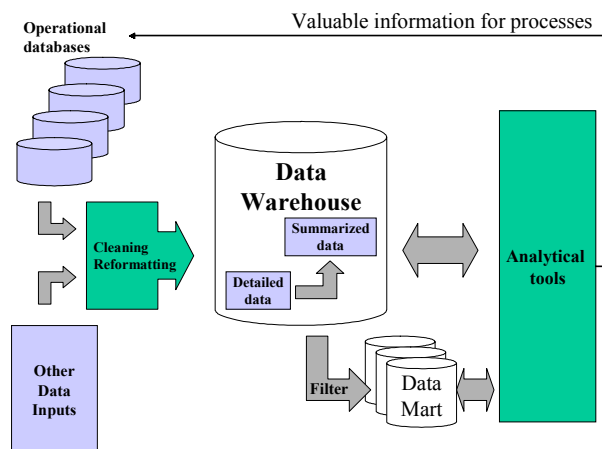 Valuable information for processes
Operational
databases
Data
Warehouse
Summarized
data
Detailed
data
Cleaning
Reformatting
Analytical
tools
Other
Data
Inputs
Filter
Data
Mart